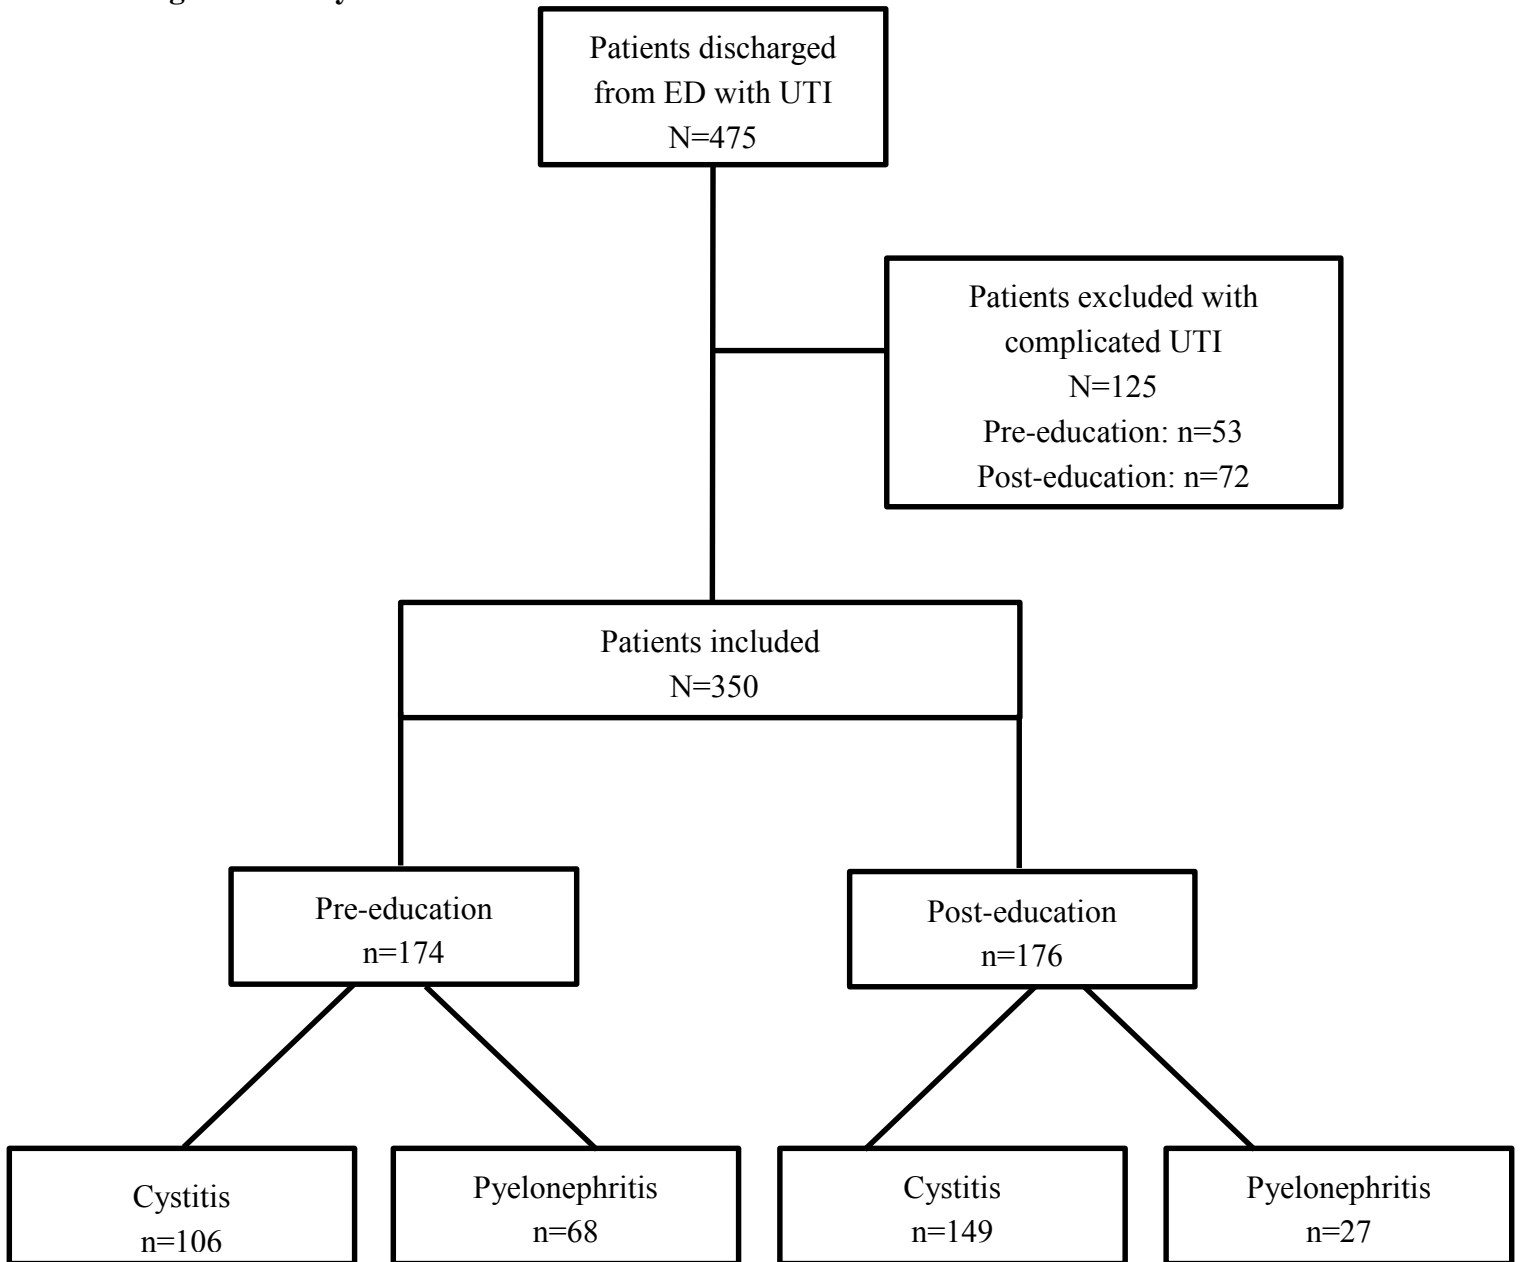 Patients discharged
from ED with UTI
N=475
Patients excluded with
complicated UTI
N=125
Pre-education: n=53
Post-education: n=72
Patients included
N=350
Pre-education
n=174
Post-education
n=176
Cystitis
n=106
Pyelonephritis
n=68
Cystitis
n=149
Pyelonephritis
n=27